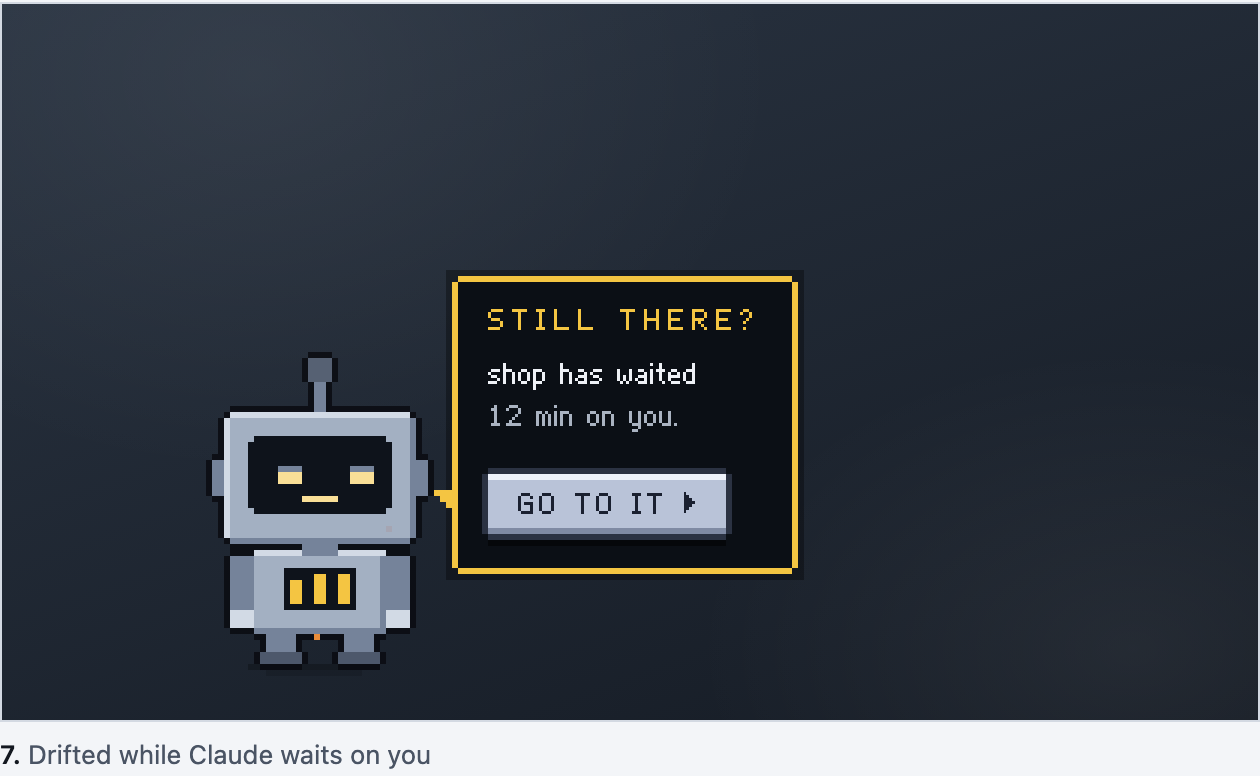 STILL THERE?
shop has waited
12 min on you.
GO TO IT
7. Drifted while Claude waits on you